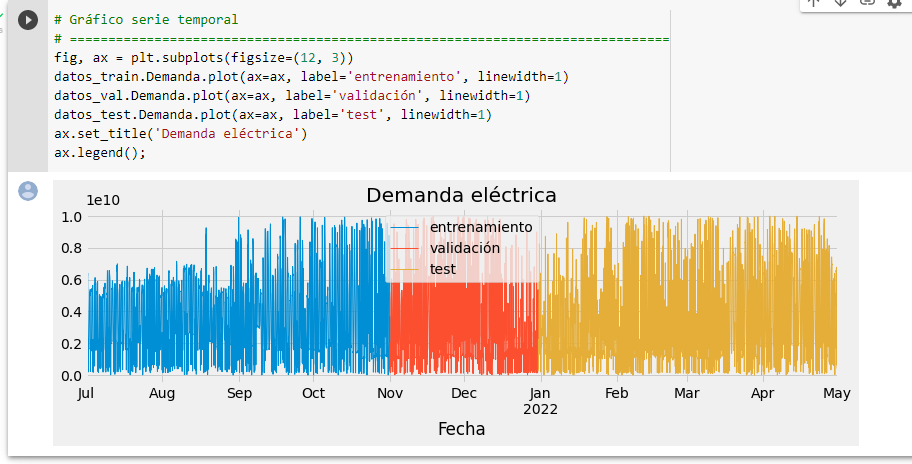 # Gráfico serie temporal
# ==============================================================================
fig, ax = plt.subplots(figsize=(12, 3))
datos_train.Demanda.plot(ax=ax, label='entrenamiento', linewidth=1)
datos_val.Demanda.plot(ax=ax, label='validación', linewidth=1)
datos_test.Demanda.plot(ax=ax, label='test', linewidth=1)
ax.set_title('Demanda eléctrica')
ax.legend();
Demanda eléctrica
1e10
1.0
0.8
0.6
0.4
0.2
0.0
entrenamiento
validación
test
Jul Aug Sep Oct Nov Dec Jan Feb Mar Apr May
2022
Fecha